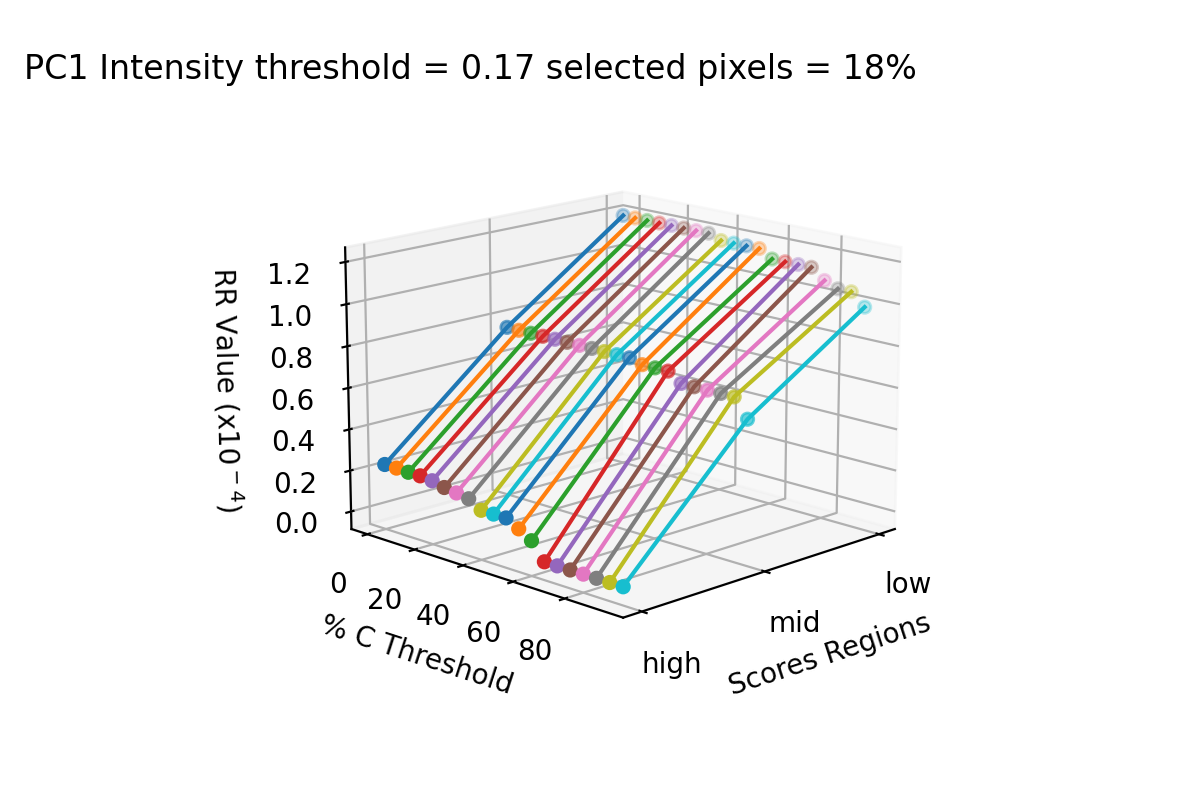 PC1 Intensity threshold = 0.17 selected pixels = 18%
RR Value (x10⁻⁴)
1.2
1.0
0.8
0.6
0.4
0.2
0.0
0
20
40
60
80
% C Threshold
high
mid
low
Scores Regions